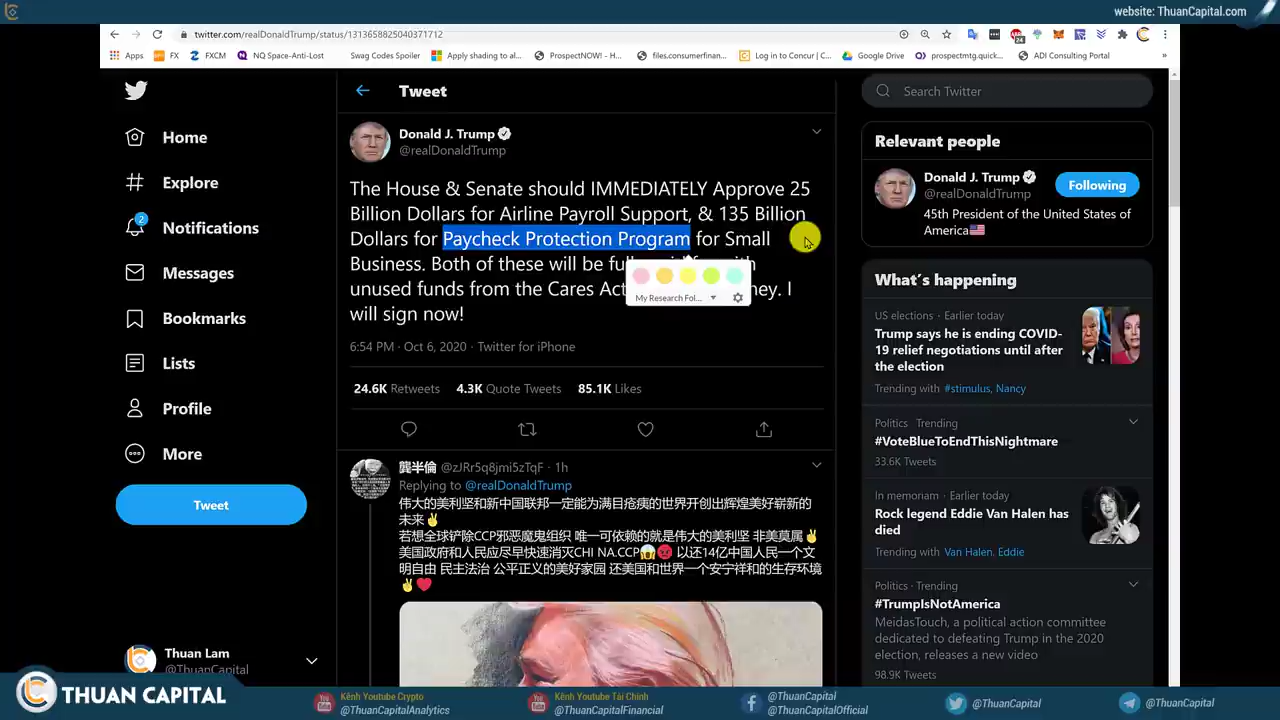 website: ThuanCapital.com
twitter.com/realDonaldTrump/status/1313658825040371712
24
Apps
FX
FXCM
NQ Space-Anti-Lost
Swag Codes Spoiler
Apply shading to al...
ProspectNOW! - H...
files.consumerfinan...
Log in to Concur | C...
Google Drive
prospectmtg.quick...
ADI Consulting Portal
»
Home
Explore
2
Notifications
Messages
Bookmarks
Lists
Profile
More
Tweet
Thuan Lam
@ThuanCapital
Tweet
Donald J. Trump
@realDonaldTrump
The House & Senate should IMMEDIATELY Approve 25
Billion Dollars for Airline Payroll Support, & 135 Billion
Dollars for Paycheck Protection Program for Small
Business. Both of these will be
unused funds from the Cares Act
I
will sign now!
My Research Fol...
6:54 PM · Oct 6, 2020 · Twitter for iPhone
24.6K Retweets 4.3K Quote Tweets 85.1K Likes
龔半倫 @zJRr5q8jmi5zTqF · 1h
Replying to @realDonaldTrump
伟大的美利坚和新中国联邦一定能为满目疮痍的世界开创出辉煌美好崭新的
未来✌
若想全球铲除CCP邪恶魔鬼组织 唯一可依赖的就是伟大的美利坚 非美莫属✌
美国政府和人民应尽早快速消灭CHI NA.CCP😱😡 以还14亿中国人民一个文
明自由 民主法治 公平正义的美好家园 还美国和世界一个安宁祥和的生存环境
✌❤
Search Twitter
Relevant people
Donald J. Trump
@realDonaldTrump
Following
45th President of the United States of
America🇺🇸
What's happening
US elections · Earlier today
Trump says he is ending COVID-
19 relief negotiations until after
the election
Trending with #stimulus, Nancy
Politics · Trending
#VoteBlueToEndThisNightmare
33.6K Tweets
In memoriam · Earlier today
Rock legend Eddie Van Halen has
died
Trending with Van Halen, Eddie
Politics · Trending
#TrumpIsNotAmerica
MeidasTouch, a political action committee
dedicated to defeating Trump in the 2020
election, releases a new video
98.9K Tweets
THUAN CAPITAL
Kênh Youtube Crypto
@ThuanCapitalAnalytics
Kênh Youtube Tài Chính
@ThuanCapitalFinancial
@ThuanCapital
@ThuanCapitalOfficial
@ThuanCapital
@ThuanCapital